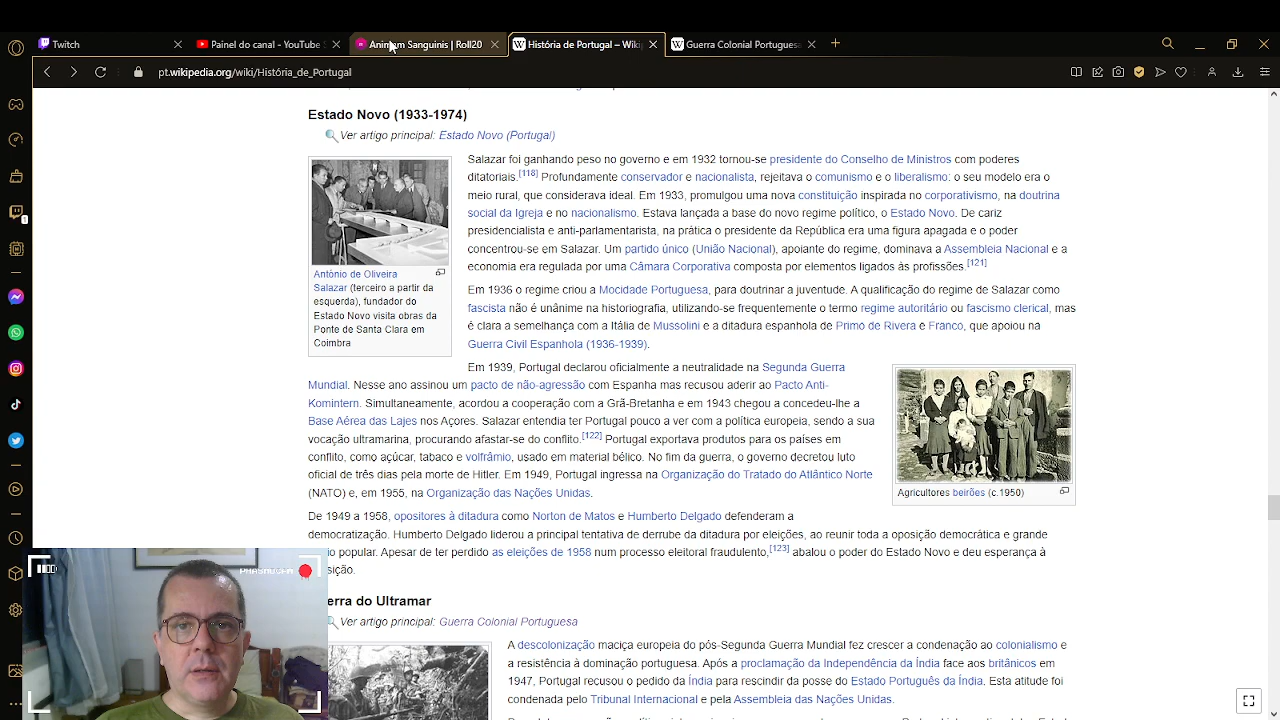 Twitch
Painel do canal - YouTube S
Animam Sanguinis | Roll20
História de Portugal – Wiki
Guerra Colonial Portugues
pt.wikipedia.org/wiki/História_de_Portugal
Estado Novo (1933-1974)
Ver artigo principal: Estado Novo (Portugal)
António de Oliveira
Salazar (terceiro a partir da
esquerda), fundador do
Estado Novo visita obras da
Ponte de Santa Clara em
Coimbra
Salazar foi ganhando peso no governo e em 1932 tornou-se presidente do Conselho de Ministros com poderes
ditatoriais.[118] Profundamente conservador e nacionalista, rejeitou o comunismo e o liberalismo: o seu modelo era o
meio rural, que considerava ideal. Em 1933, promulgou uma nova constituição inspirada no corporativismo, na doutrina
social da Igreja e no nacionalismo. Estava lançada a base do novo regime político, o Estado Novo. De cariz
presidencialista e anti-parlamentarista, na prática o presidente da República era uma figura apagada e o poder
concentrou-se em Salazar. Um partido único (União Nacional), apoiante do regime, dominava a Assembleia Nacional e a
economia era regulada por uma Câmara Corporativa composto por elementos ligados às profissões.[121]
Em 1936 o regime criou a Mocidade Portuguesa, para doutrinar a juventude. A qualificação do regime de Salazar como
fascista não é unânime na historiografia, utilizando-se frequentemente o termo regime autoritário ou fascismo clerical, mas
é clara a semelhança com a Itália de Mussolini e a ditadura espanhola de Primo de Rivera e Franco, que apoiou na
Guerra Civil Espanhola (1936-1939).
Em 1939, Portugal declarou oficialmente a neutralidade na Segunda Guerra
Mundial. Nesse ano assinou um pacto de não-agressão com Espanha mas recusou aderir ao Pacto Anti-
Komintern. Simultaneamente, acordou a cooperação com a Grã-Bretanha e em 1943 chegou a concedeu-lhe a
Base Aérea das Lajes nos Açores. Salazar entendia ter Portugal pouco a ver com a política europeia, sendo a sua
vocação ultramarina, procurando afastar-se do conflito.[122] Portugal exportava produtos para os países em
conflito, como açúcar, tabaco e volfrâmio, usado em material bélico. No fim da guerra, o governo decretou luto
oficial de três dias pela morte de Hitler. Em 1949, Portugal ingressa na Organização do Tratado do Atlântico Norte
(NATO) e, em 1955, na Organização das Nações Unidas.
Agricultores beirões (c.1950)
De 1949 a 1958, opositores à ditadura como Norton de Matos e Humberto Delgado defenderam a
democratização. Humberto Delgado liderou a principal tentativa de derrube da ditadura por eleições, ao reunir toda a oposição democrática e grande
io popular. Apesar de ter perdido as eleições de 1958 num processo eleitoral fraudulento,[123] abalou o poder do Estado Novo e deu esperança à
sição.
erra do Ultramar
Ver artigo principal: Guerra Colonial Portuguesa
A descolonização maciça europeia do pós-Segunda Guerra Mundial fez crescer a condenação ao colonialismo e
a resistência à dominação portuguesa. Após a proclamação da Independência da Índia face aos britânicos em
1947, Portugal recusou o pedido da Índia para rescindir da posse do Estado Português da Índia. Esta atitude foi
condenada pelo Tribunal Internacional e pela Assembleia das Nações Unidas.